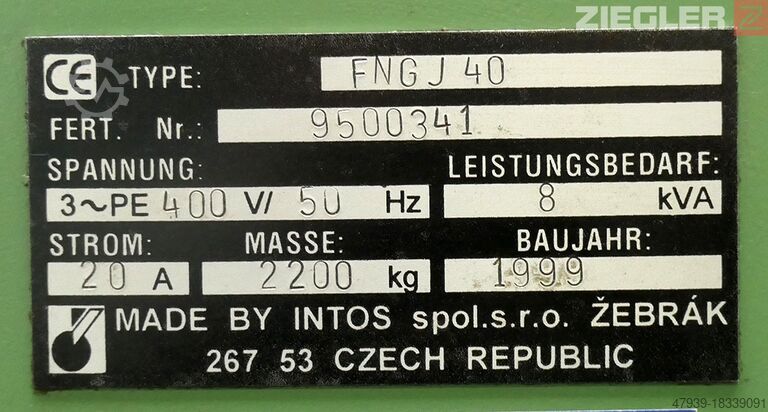 ZIEGLER
CE TYPE: FNGJ 40
FERT. Nr.: 9500341
SPANNUNG: LEISTUNGSBEDARF:
3~PE 400 V/ 50 Hz 8 kVA
STROM: MASSE: BAUJAHR:
20 A 2200 kg 1999
MADE BY INTOS spol.s.r.o. ŽEBRÁK
267 53 CZECH REPUBLIC
47939-18339091